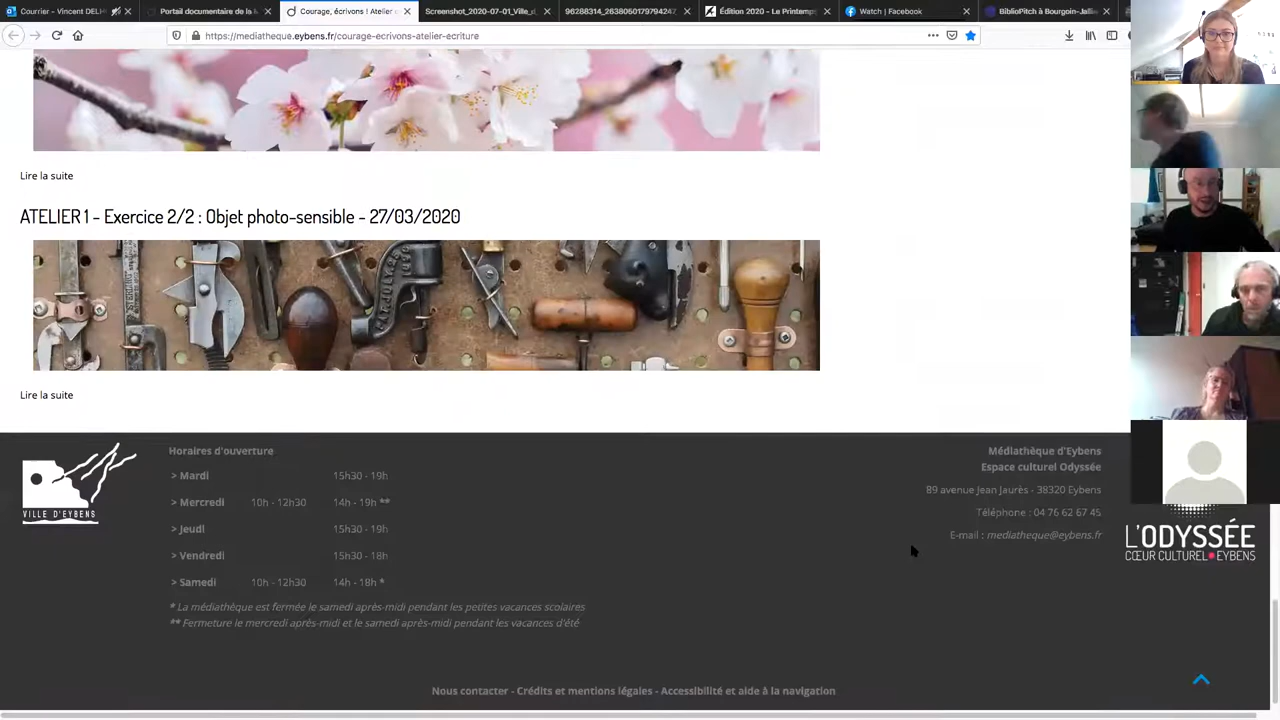 Courrier – Vincent DEL
Portail documentaire de la M
Courage, écrivons ! Atelier
Screenshot_2020-07-01_Ville_d
96288314_2638050179794247
Édition 2020 - Le Printemps
Watch | Facebook
BiblioPitch à Bourgoin-Jallie
https://mediatheque.eybens.fr/courage-ecrivons-atelier-ecriture
Lire la suite
ATELIER 1 - Exercice 2/2 : Objet photo-sensible - 27/03/2020
Lire la suite
VILLE D'EYBENS
Horaires d'ouverture
> Mardi 15h30 - 19h
> Mercredi 10h - 12h30 14h - 19h **
> Jeudi 15h30 - 19h
> Vendredi 15h30 - 18h
> Samedi 10h - 12h30 14h - 18h *
* La médiathèque est fermée le samedi après-midi pendant les petites vacances scolaires
** Fermeture le mercredi après-midi et le samedi après-midi pendant les vacances d'été
Médiathèque d'Eybens
Espace culturel Odyssée
89 avenue Jean Jaurès - 38320 Eybens
Téléphone : 04 76 62 67 45
E-mail : mediatheque@eybens.fr
L'ODYSSÉE
CŒUR CULTUREL EYBENS
Nous contacter - Crédits et mentions légales - Accessibilité et aide à la navigation